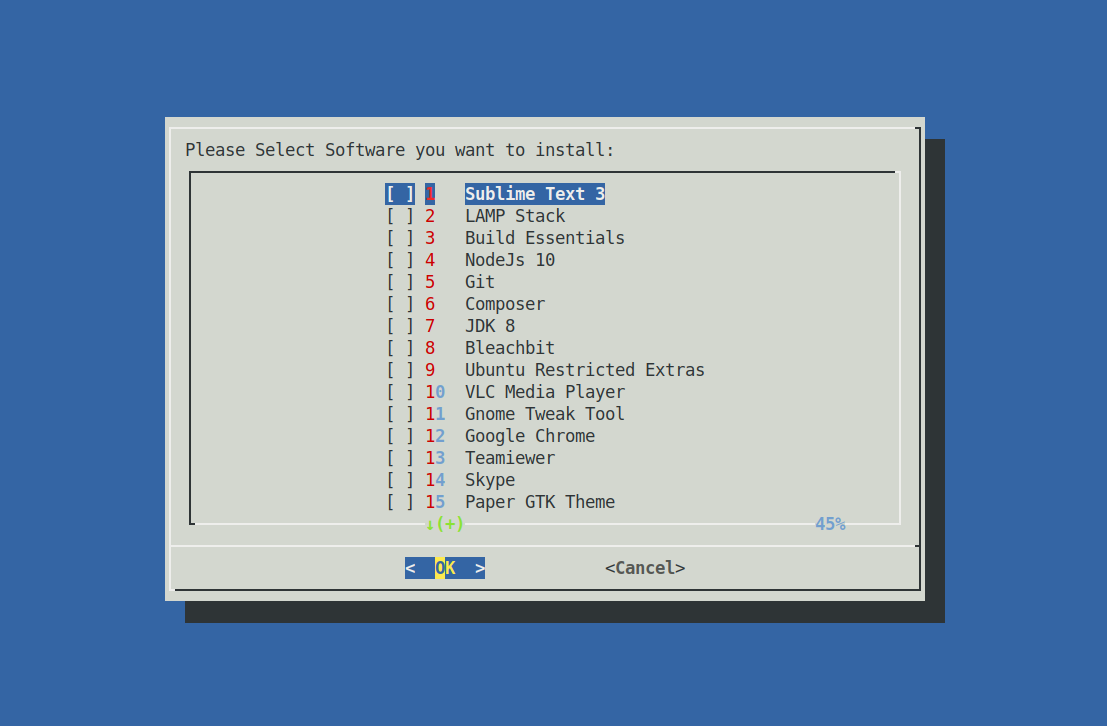 Please Select Software you want to install:
[ ] 1 Sublime Text 3
[ ] 2 LAMP Stack
[ ] 3 Build Essentials
[ ] 4 NodeJs 10
[ ] 5 Git
[ ] 6 Composer
[ ] 7 JDK 8
[ ] 8 Bleachbit
[ ] 9 Ubuntu Restricted Extras
[ ] 10 VLC Media Player
[ ] 11 Gnome Tweak Tool
[ ] 12 Google Chrome
[ ] 13 Teamiewer
[ ] 14 Skype
[ ] 15 Paper GTK Theme
↓(+) 45%
< OK > <Cancel>